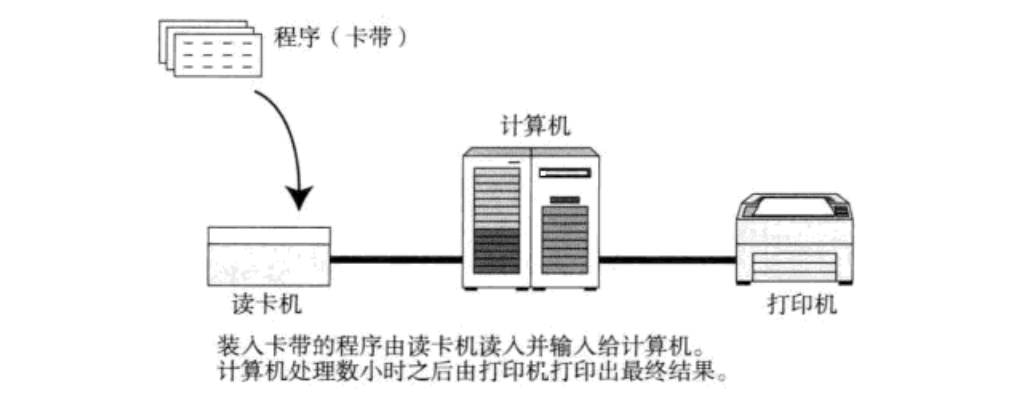 程序（卡带）
计算机
读卡机
打印机
装入卡带的程序由读卡机读入并输入给计算机。
计算机处理数小时之后由打印机打印出最终结果。